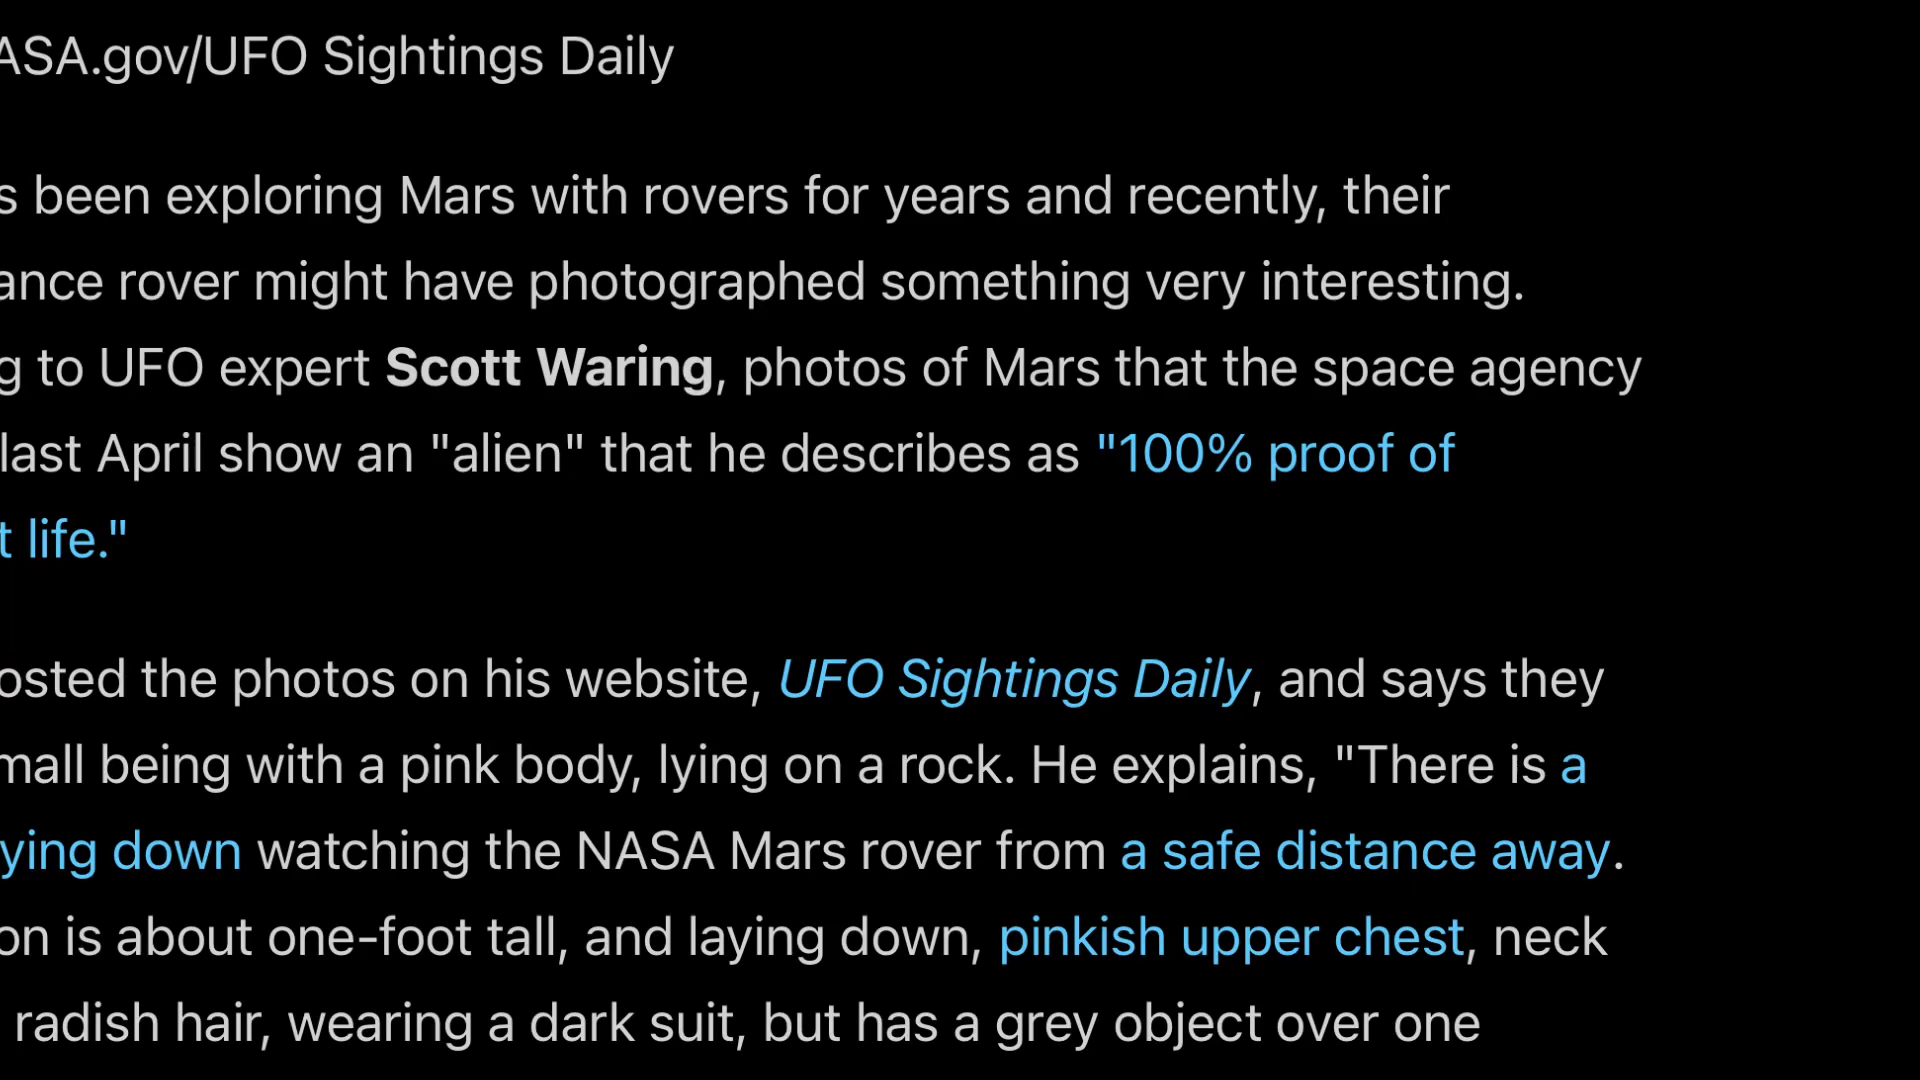 ASA.gov/UFO Sightings Daily
s been exploring Mars with rovers for years and recently, their
ance rover might have photographed something very interesting.
g to UFO expert Scott Waring, photos of Mars that the space agency
last April show an "alien" that he describes as "100% proof of
t life."
osted the photos on his website, UFO Sightings Daily, and says they
mall being with a pink body, lying on a rock. He explains, "There is a
ying down watching the NASA Mars rover from a safe distance away.
on is about one-foot tall, and laying down, pinkish upper chest, neck
radish hair, wearing a dark suit, but has a grey object over one